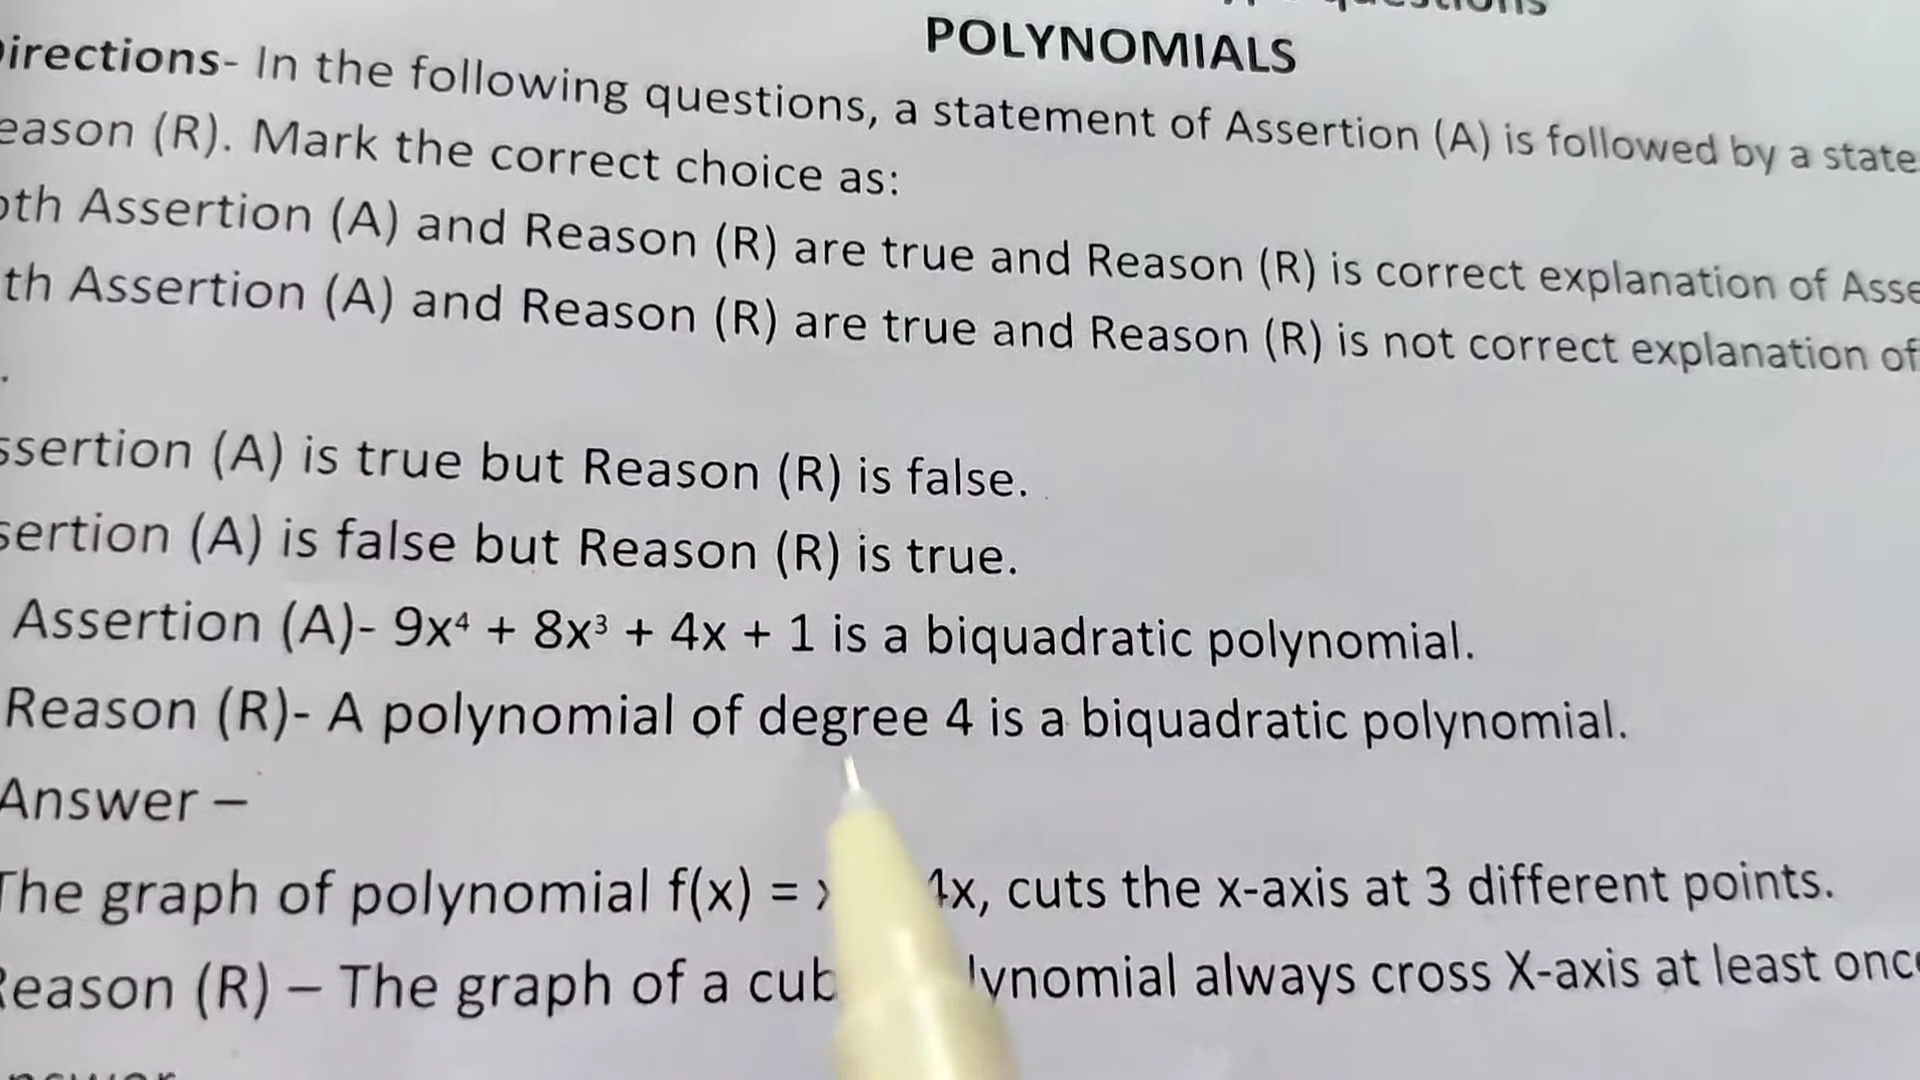 questions
POLYNOMIALS
irections- In the following questions, a statement of Assertion (A) is followed by a state
eason (R). Mark the correct choice as:
oth Assertion (A) and Reason (R) are true and Reason (R) is correct explanation of Asse
th Assertion (A) and Reason (R) are true and Reason (R) is not correct explanation of
.
ssertion (A) is true but Reason (R) is false.
sertion (A) is false but Reason (R) is true.
Assertion (A)- 9x⁴ + 8x³ + 4x + 1 is a biquadratic polynomial.
Reason (R)- A polynomial of degree 4 is a biquadratic polynomial.
Answer –
The graph of polynomial f(x) = 4x, cuts the x-axis at 3 different points.
Reason (R) – The graph of a cub lynomial always cross X-axis at least onc